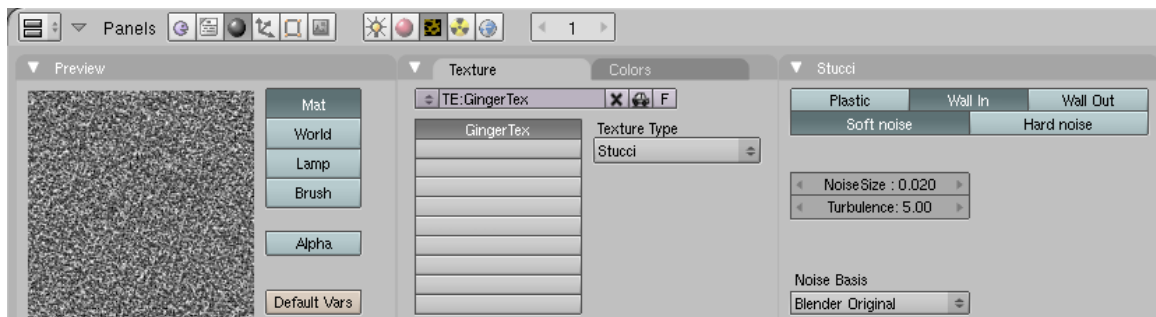 Panels
1
Preview
Mat
World
Lamp
Brush
Alpha
Default Vars
Texture
Colors
TE:GingerTex
F
GingerTex
Texture Type
Stucci
Stucci
Plastic
Wall In
Wall Out
Soft noise
Hard noise
NoiseSize : 0.020
Turbulence: 5.00
Noise Basis
Blender Original